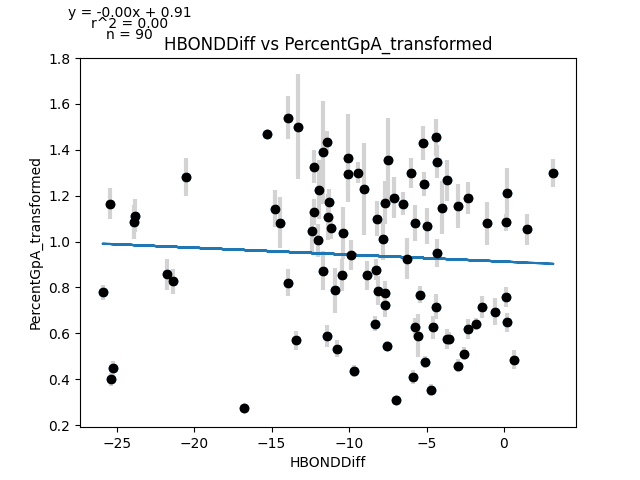 y = -0.00x + 0.91
r^2 = 0.00
n = 90
HBONDDiff vs PercentGpA_transformed
PercentGpA_transformed
1.8
1.6
1.4
1.2
1.0
0.8
0.6
0.4
0.2
−25
−20
−15
−10
−5
0
HBONDDiff